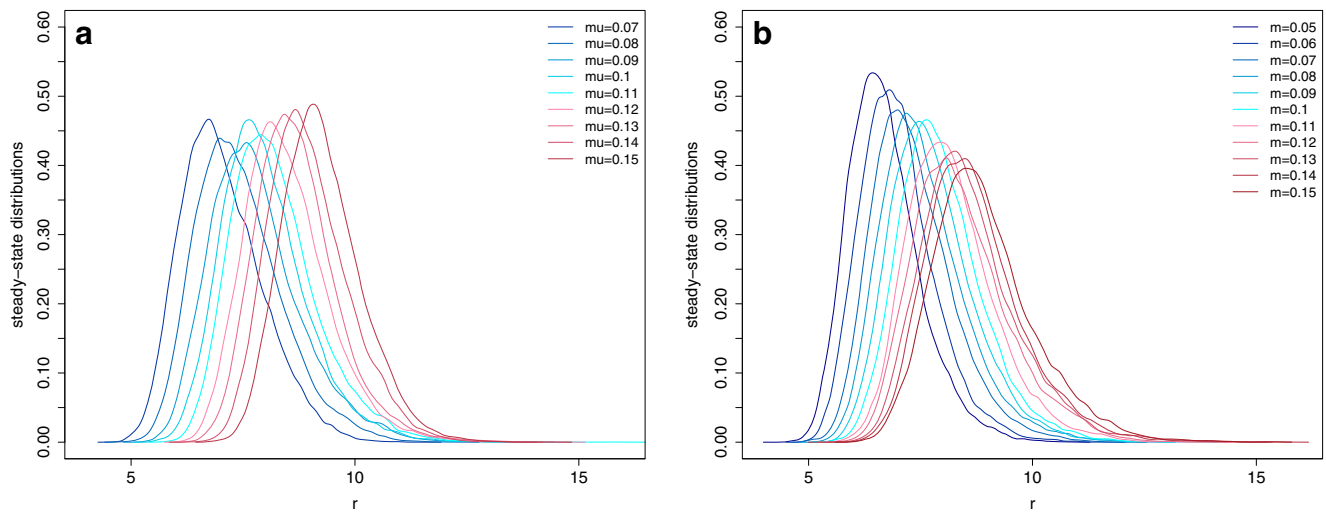 a
steady−state distributions
0.60
0.50
0.40
0.30
0.20
0.10
0.00
mu=0.07
mu=0.08
mu=0.09
mu=0.1
mu=0.11
mu=0.12
mu=0.13
mu=0.14
mu=0.15
5
10
15
r
b
steady−state distributions
0.60
0.50
0.40
0.30
0.20
0.10
0.00
m=0.05
m=0.06
m=0.07
m=0.08
m=0.09
m=0.1
m=0.11
m=0.12
m=0.13
m=0.14
m=0.15
5
10
15
r